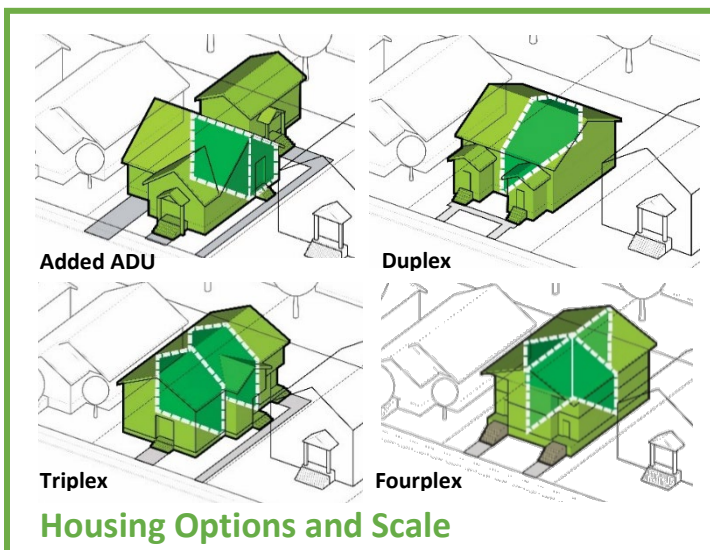 Added ADU
Duplex
Triplex
Fourplex
Housing Options and Scale